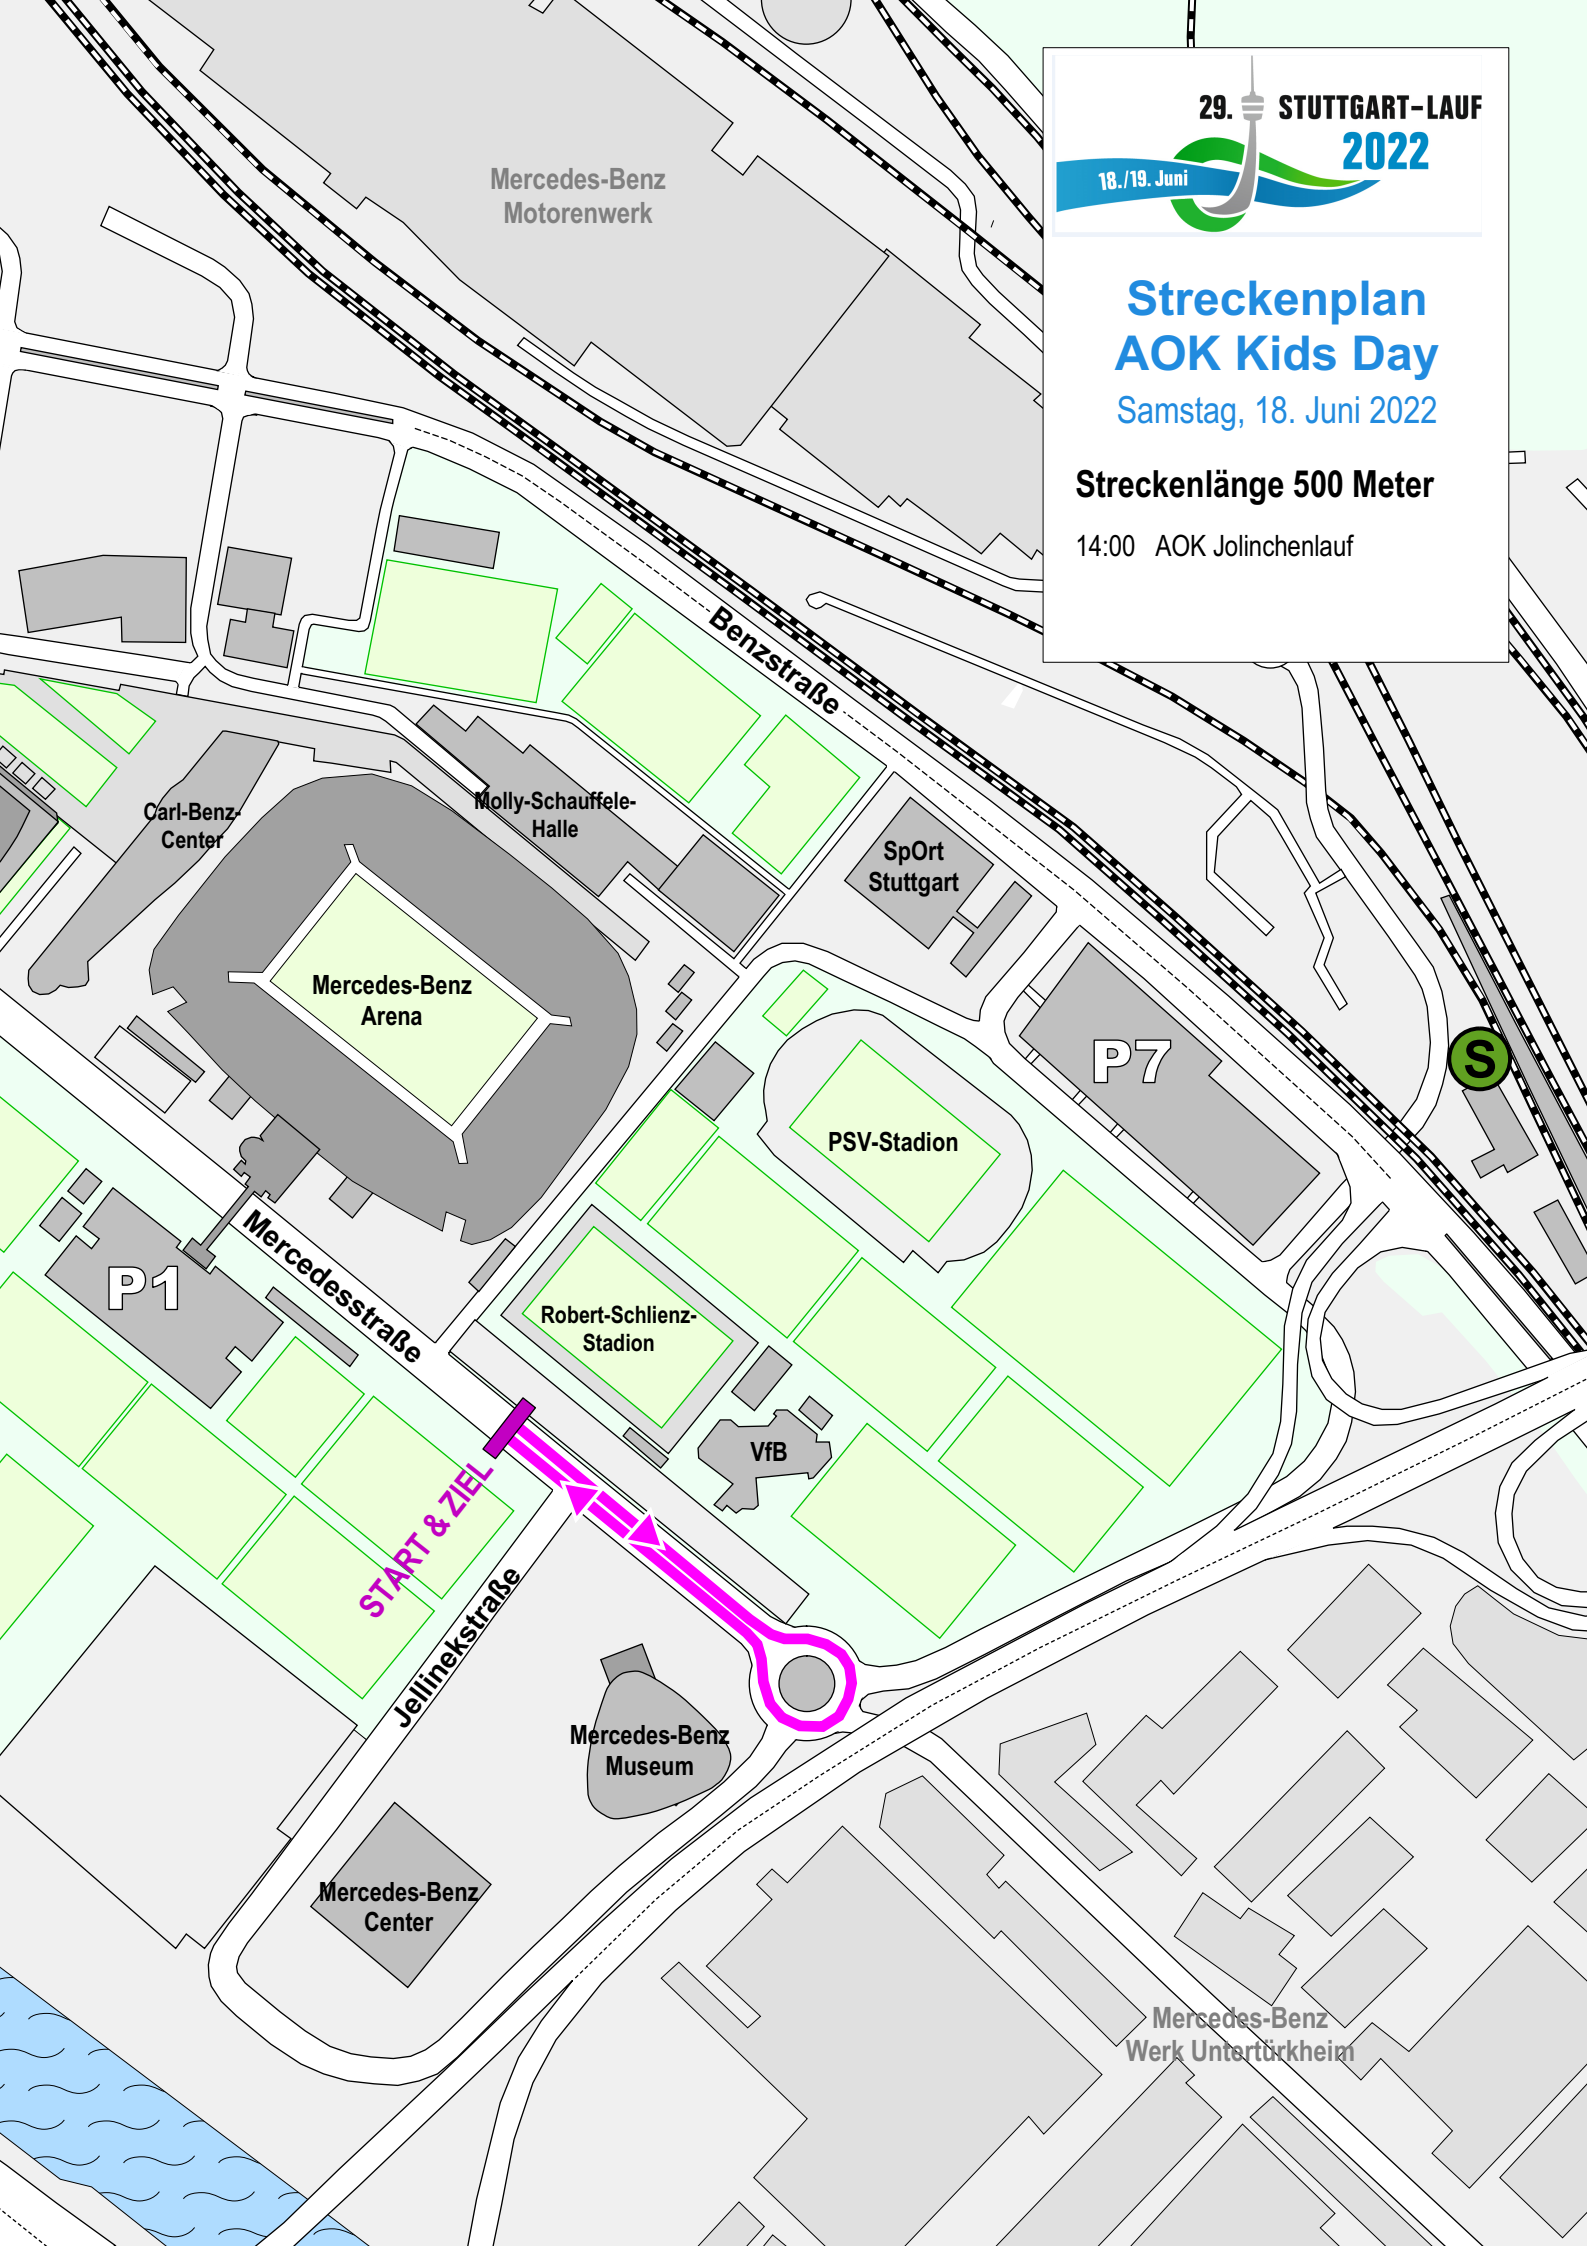 29. STUTTGART-LAUF
2022
18./19. Juni
Streckenplan
AOK Kids Day
Samstag, 18. Juni 2022
Streckenlänge 500 Meter
14:00 AOK Jolinchenlauf
Mercedes-Benz
Motorenwerk
Benzstraße
Carl-Benz-
Center
Molly-Schauffele-
Halle
SpOrt
Stuttgart
Mercedes-Benz
Arena
P7
S
PSV-Stadion
P1
Mercedesstraße
Robert-Schlienz-
Stadion
VfB
START & ZIEL
Jellinekstraße
Mercedes-Benz
Museum
Mercedes-Benz
Center
Mercedes-Benz
Werk Untertürkheim